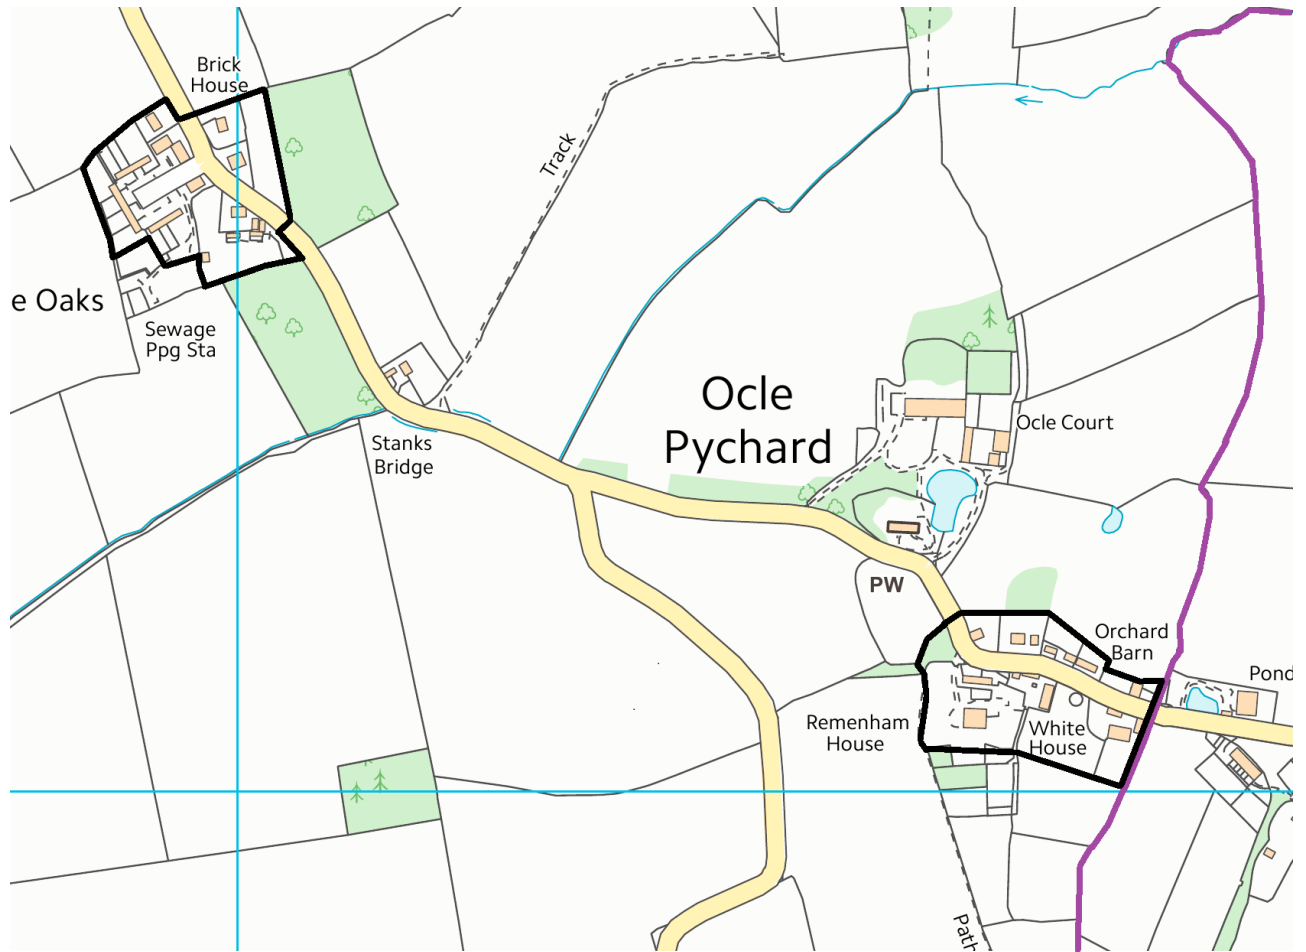 Brick
House
Track
e Oaks
Sewage
Ppg Sta
Ocle
Pychard
Ocle Court
Stanks
Bridge
PW
Orchard
Barn
Pond
Remenham
House
White
House
Path